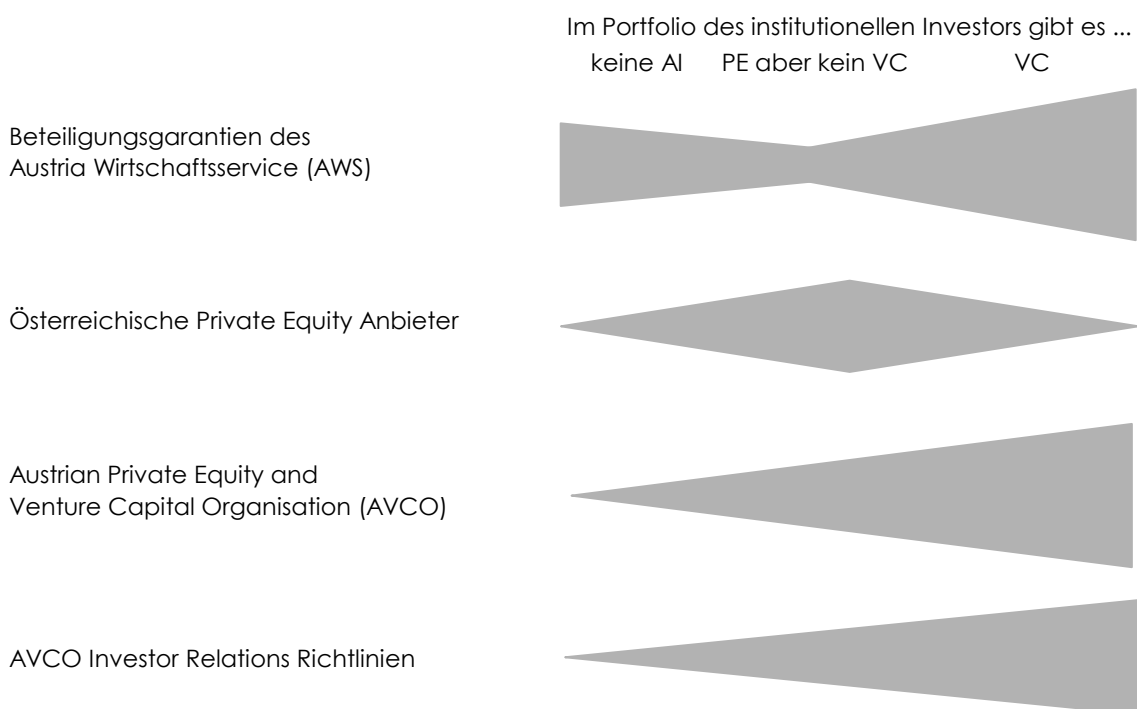 Im Portfolio des institutionellen Investors gibt es ...
keine AI PE aber kein VC VC
Beteiligungsgarantien des
Austria Wirtschaftsservice (AWS)
Österreichische Private Equity Anbieter
Austrian Private Equity and
Venture Capital Organisation (AVCO)
AVCO Investor Relations Richtlinien